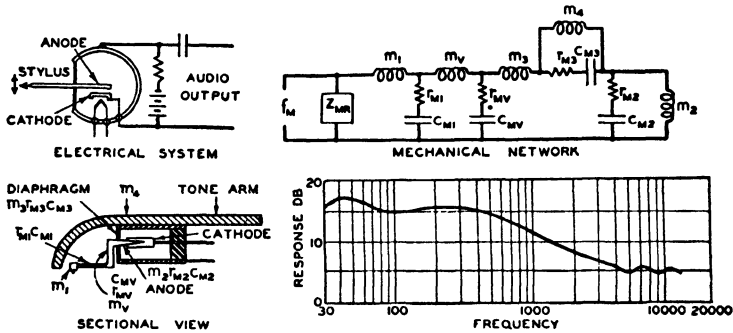 ANODE
STYLUS
CATHODE
AUDIO
OUTPUT
ELECTRICAL SYSTEM
m4
m1
mV
m3
rM3
CM3
fM
ZMR
rM1
CM1
rMV
CMV
rM2
CM2
m2
MECHANICAL NETWORK
DIAPHRAGM
m3rM3CM3
m4
TONE ARM
rM1CM1
CATHODE
m1
CMV
rMV
mV
m2rM2CM2
ANODE
SECTIONAL VIEW
RESPONSE DB
20
10
0
30
100
1000
100000
20000
FREQUENCY